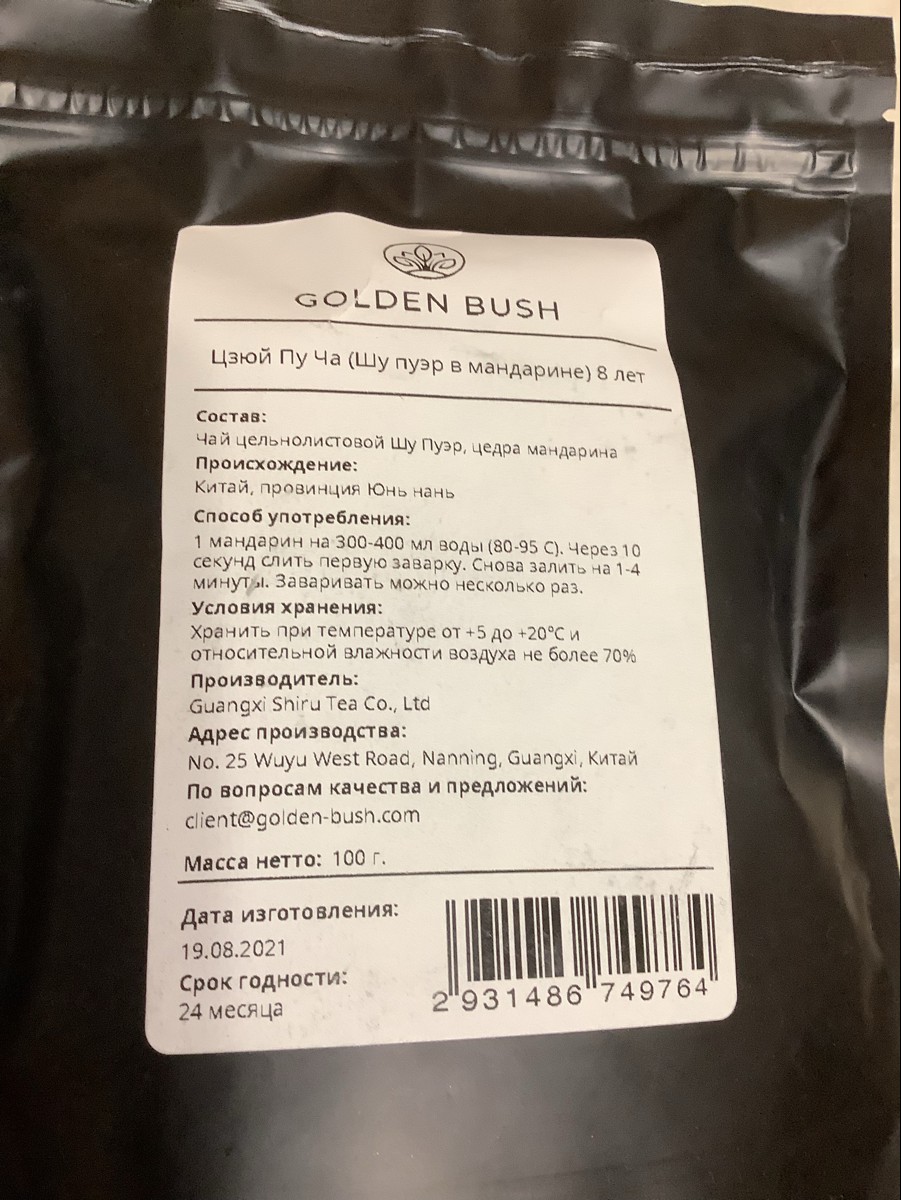 GOLDEN BUSH
Цзюй Пу Ча (Шу пуэр в мандарине) 8 лет
Состав:
Чай цельнолистовой Шу Пуэр, цедра мандарина
Происхождение:
Китай, провинция Юнь нань
Способ употребления:
1 мандарин на 300-400 мл воды (80-95 С). Через 10
секунд слить первую заварку. Снова залить на 1-4
минуты. Заваривать можно несколько раз.
Условия хранения:
Хранить при температуре от +5 до +20°С и
относительной влажности воздуха не более 70%
Производитель:
Guangxi Shiru Tea Co., Ltd
Адрес производства:
No. 25 Wuyu West Road, Nanning, Guangxi, Китай
По вопросам качества и предложений:
client@golden-bush.com
Масса нетто: 100 г.
Дата изготовления:
19.08.2021
Срок годности:
24 месяца
2 931486 749764